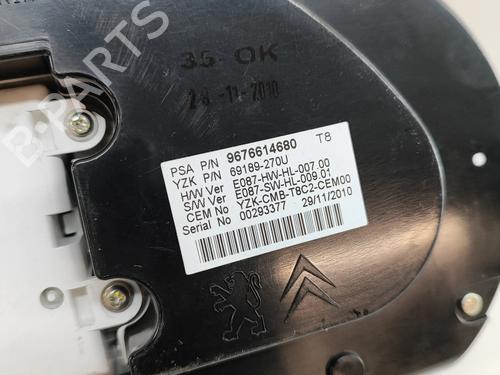 35-OK
28-11-2010
PSA P/N 9676614680 T8
YZK P/N 69189-270U
H/W Ver E087-HW-HL-007.00
S/W Ver E087-SW-HL-009.01
CEM No YZK-CMB-T8C2-CEM00
Serial No 00293377 29/11/2010
B-PARTS